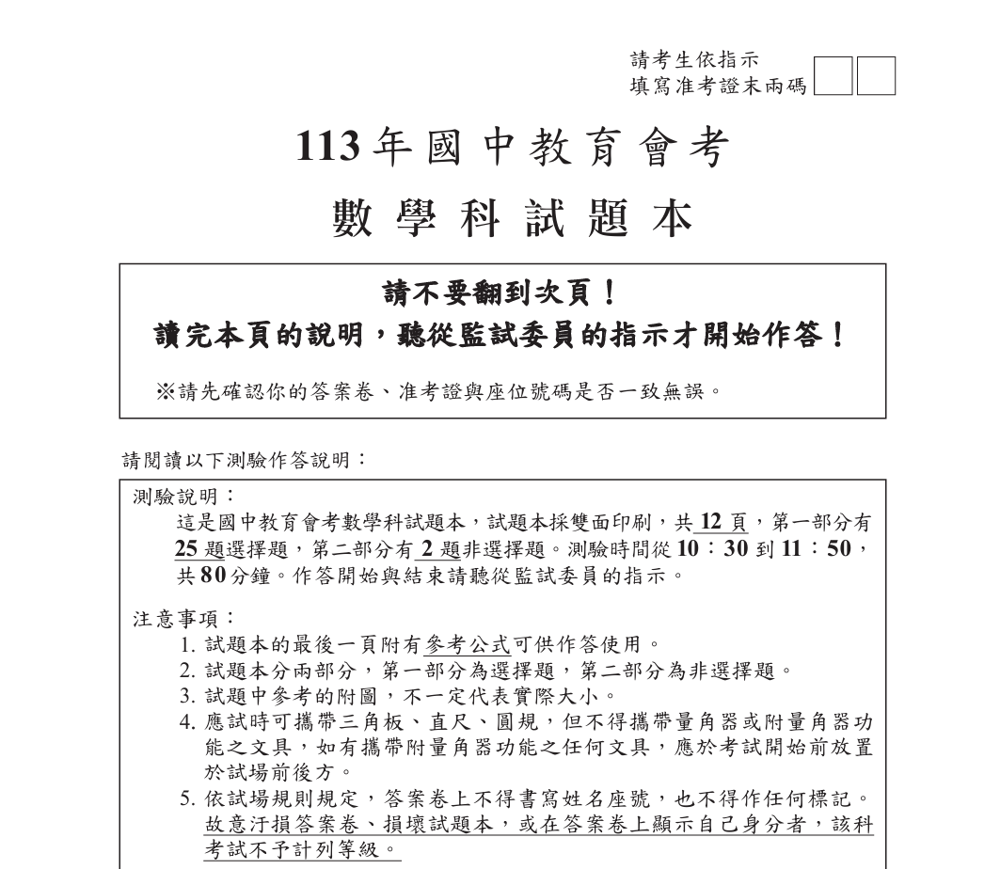 請考生依指示
填寫准考證末兩碼
113年國中教育會考
數學科試題本
請不要翻到次頁！
讀完本頁的說明，聽從監試委員的指示才開始作答！
※請先確認你的答案卷、准考證與座位號碼是否一致無誤。
請閱讀以下測驗作答說明：
測驗說明：
這是國中教育會考數學科試題本，試題本採雙面印刷，共 12 頁，第一部分有
25 題選擇題，第二部分有 2 題非選擇題。測驗時間從 10：30 到 11：50，
共 80 分鐘。作答開始與結束請聽從監試委員的指示。
注意事項：
1. 試題本的最後一頁附有參考公式可供作答使用。
2. 試題本分兩部分，第一部分為選擇題，第二部分為非選擇題。
3. 試題中參考的附圖，不一定代表實際大小。
4. 應試時可攜帶三角板、直尺、圓規，但不得攜帶量角器或附量角器功
能之文具，如有攜帶附量角器功能之任何文具，應於考試開始前放置
於試場前後方。
5. 依試場規則規定，答案卷上不得書寫姓名座號，也不得作任何標記。
故意汙損答案卷、損壞試題本，或在答案卷上顯示自己身分者，該科
考試不予計列等級。